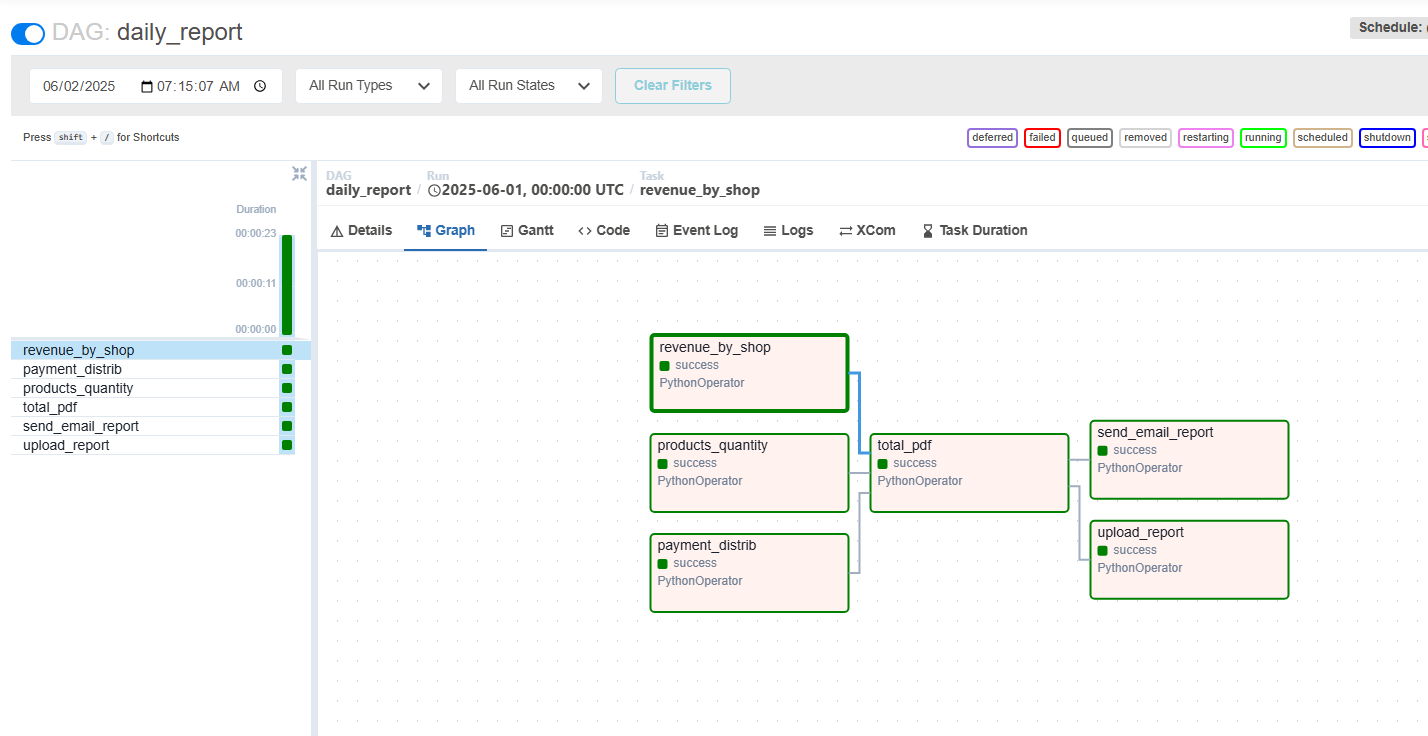 DAG: daily_report
Schedule:
06/02/2025 07:15:07 AM All Run Types All Run States Clear Filters
Press shift + / for Shortcuts
deferred failed queued removed restarting running scheduled shutdown
DAG Run Task
daily_report / 2025-06-01, 00:00:00 UTC / revenue_by_shop
Details Graph Gantt Code Event Log Logs XCom Task Duration
Duration
00:00:23
00:00:11
00:00:00
revenue_by_shop
payment_distrib
products_quantity
total_pdf
send_email_report
upload_report
revenue_by_shop
success
PythonOperator
products_quantity
success
PythonOperator
payment_distrib
success
PythonOperator
total_pdf
success
PythonOperator
send_email_report
success
PythonOperator
upload_report
success
PythonOperator